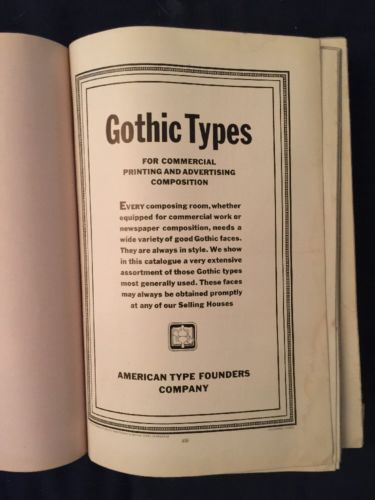 Gothic Types
FOR COMMERCIAL
PRINTING AND ADVERTISING
COMPOSITION
EVERY composing room, whether
equipped for commercial work or
newspaper composition, needs a
wide variety of good Gothic faces.
They are always in style. We show
in this catalogue a very extensive
assortment of those Gothic types
most generally used. These faces
may always be obtained promptly
at any of our Selling Houses
AMERICAN TYPE FOUNDERS
COMPANY